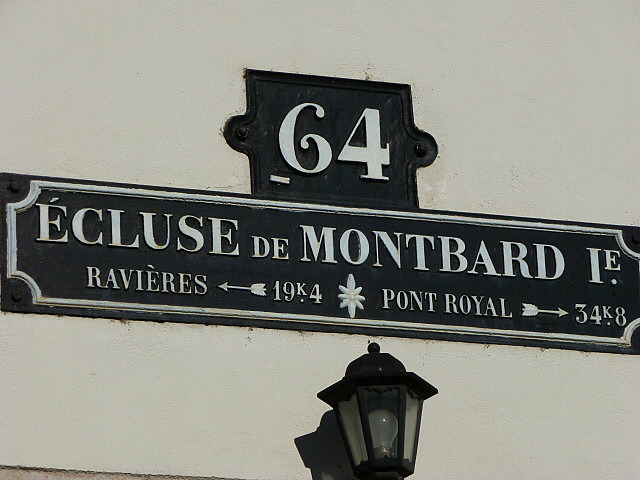 64
ÉCLUSE DE MONTBARD IE.
RAVIÈRES 19K.4 PONT ROYAL 34K.8